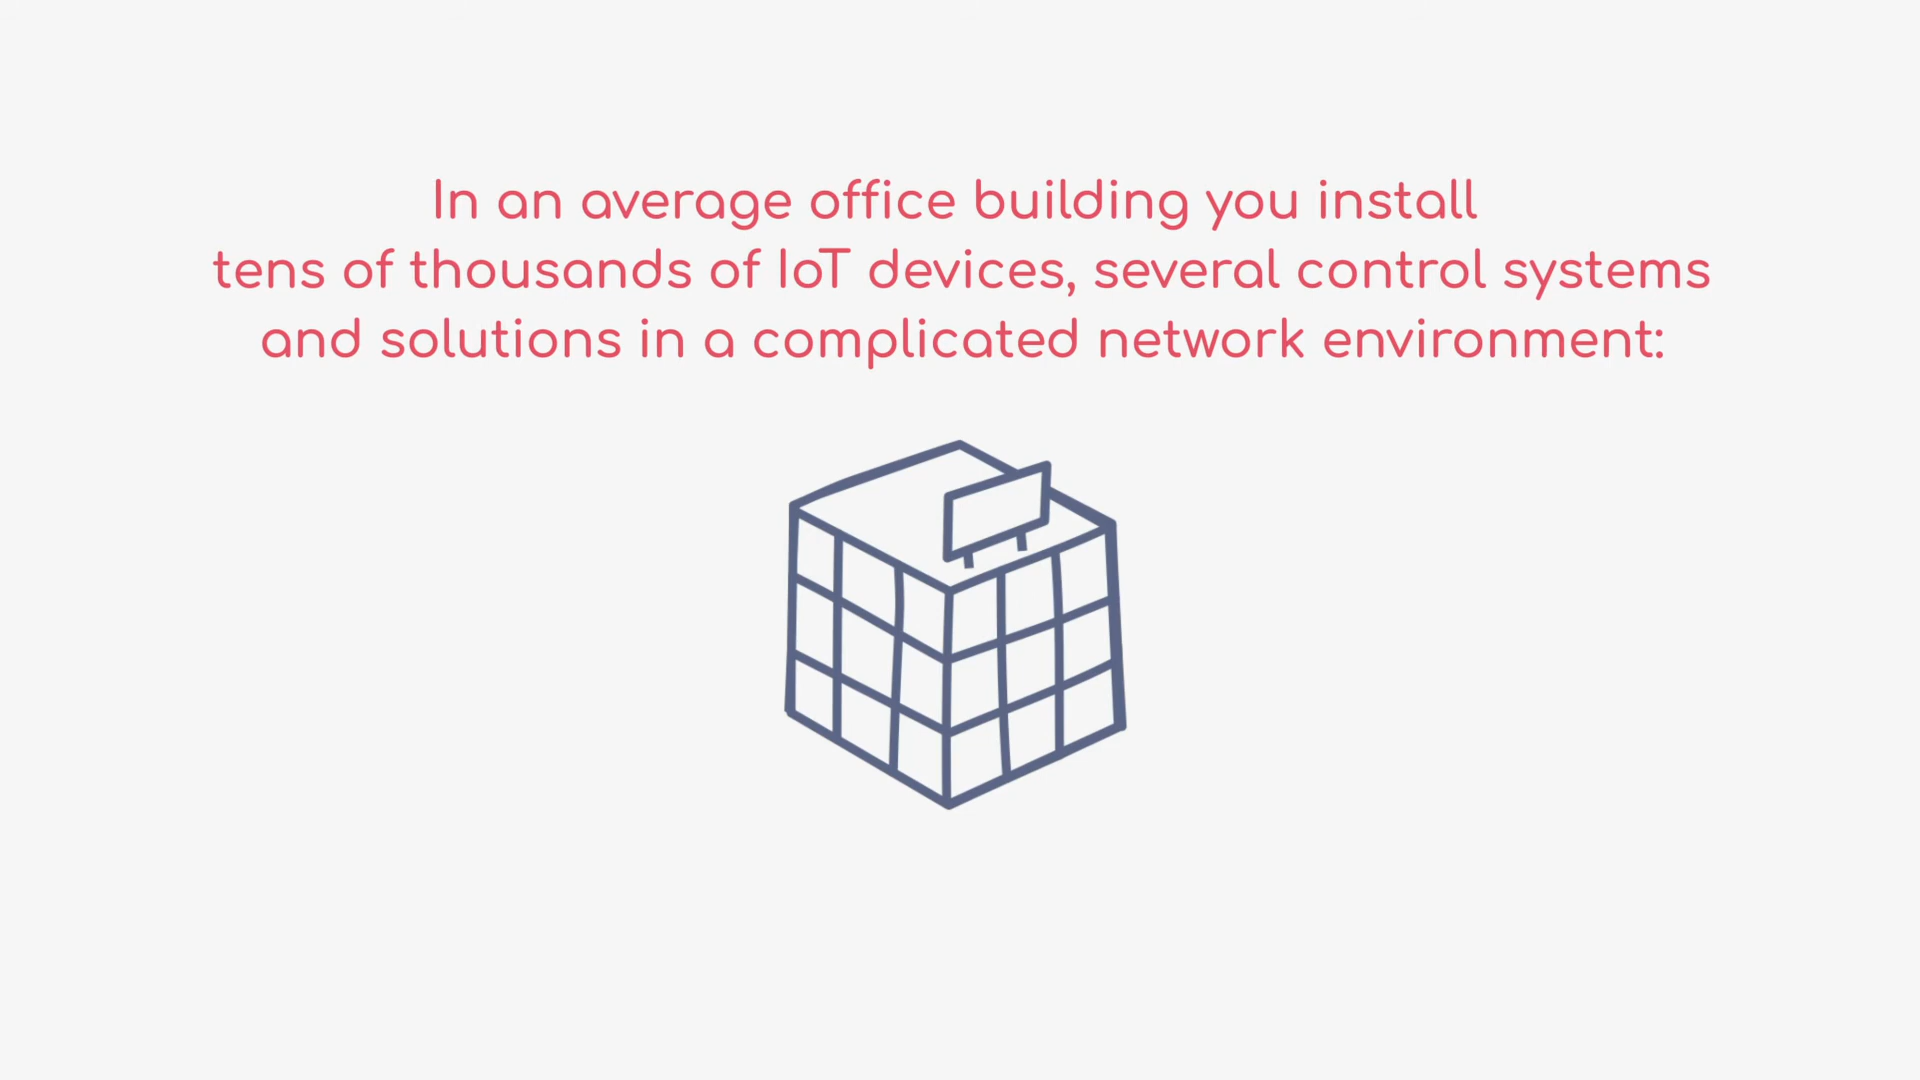 In an average office building you install
tens of thousands of IoT devices, several control systems
and solutions in a complicated network environment: